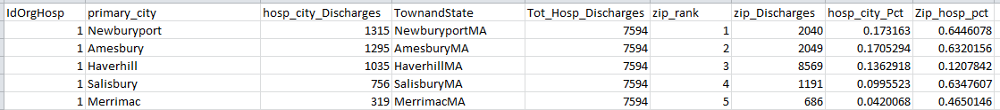 IdOrgHosp primary_city hosp_city_Discharges TownandState Tot_Hosp_Discharges zip_rank zip_Discharges hosp_city_Pct Zip_hosp_pct
1 Newburyport 1315 NewburyportMA 7594 1 2040 0.173163 0.6446078
1 Amesbury 1295 AmesburyMA 7594 2 2049 0.1705294 0.6320156
1 Haverhill 1035 HaverhillMA 7594 3 8569 0.1362918 0.1207842
1 Salisbury 756 SalisburyMA 7594 4 1191 0.0995523 0.6347607
1 Merrimac 319 MerrimacMA 7594 5 686 0.0420068 0.4650146